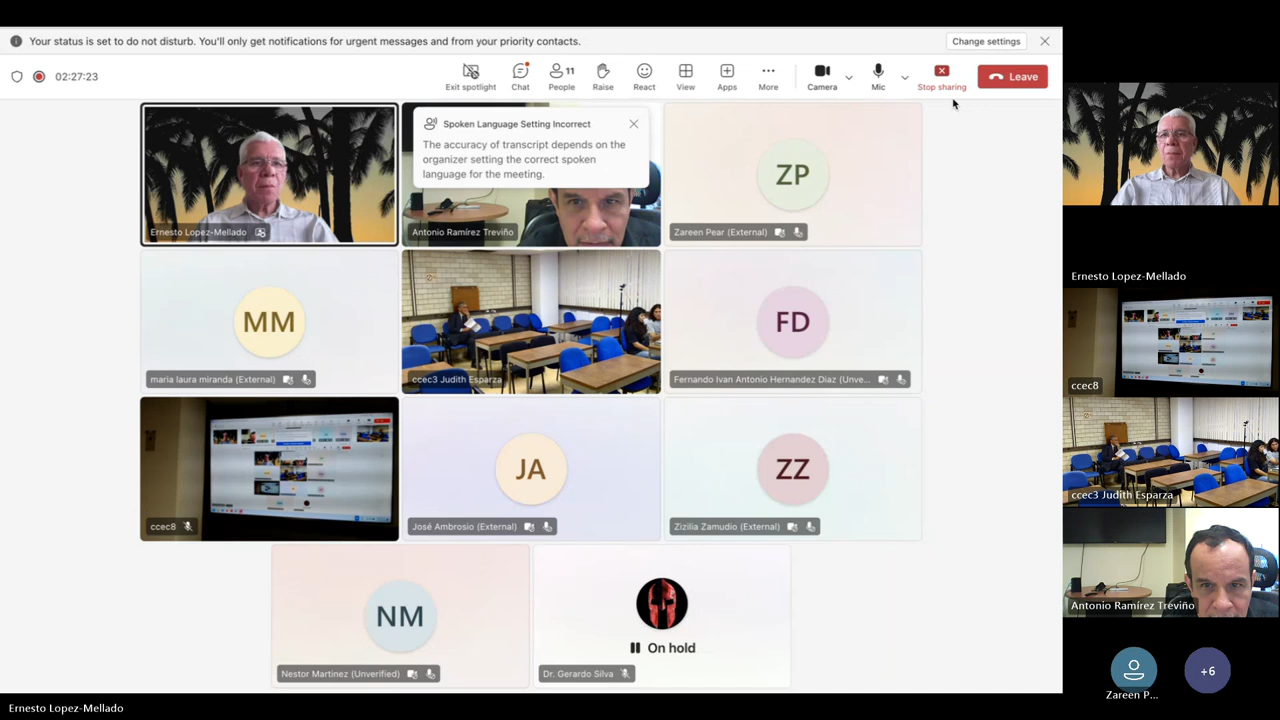 Your status is set to do not disturb. You'll only get notifications for urgent messages and from your priority contacts.
Change settings
02:27:23
Exit spotlight
Chat
11
People
Raise
React
View
Apps
More
Camera
Mic
Stop sharing
Leave
Spoken Language Setting Incorrect
The accuracy of transcript depends on the
organizer setting the correct spoken
language for the meeting.
Ernesto Lopez-Mellado
Antonio Ramírez Treviño
ZP
Zareen Pear (External)
MM
maria laura miranda (External)
ccec3 Judith Esparza
FD
Fernando Ivan Antonio Hernandez Diaz (Unve...
ccec8
JA
José Ambrosio (External)
ZZ
Zizilia Zamudio (External)
NM
Nestor Martinez (Unverified)
On hold
Dr. Gerardo Silva
Ernesto Lopez-Mellado
ccec8
ccec3 Judith Esparza
Antonio Ramírez Treviño
Zareen P...
+6
Ernesto Lopez-Mellado